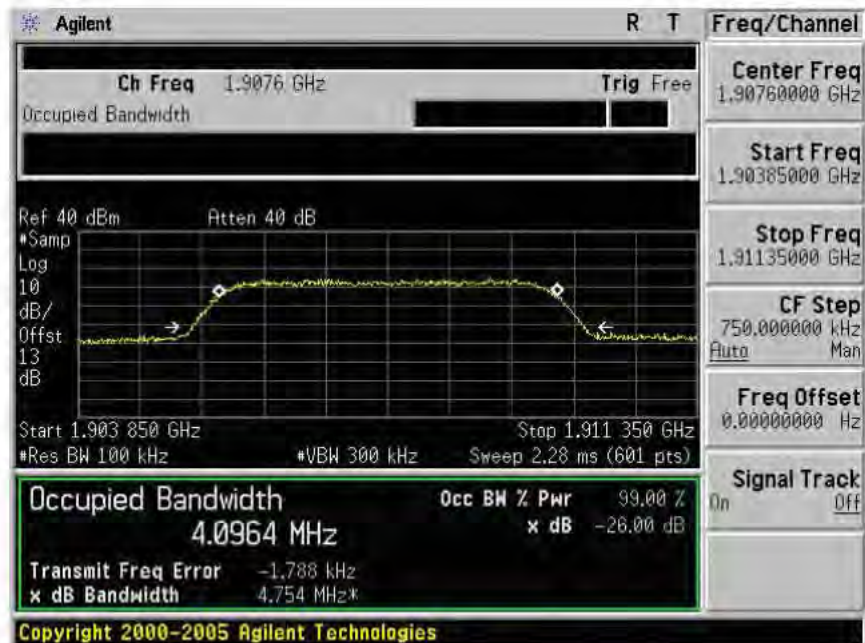 Agilent R T
Ch Freq 1.9076 GHz Trig Free
Occupied Bandwidth
Ref 40 dBm Atten 40 dB
#Samp
Log
10
dB/
Offst
13
dB
Start 1.903 850 GHz Stop 1.911 350 GHz
#Res BW 100 kHz #VBW 300 kHz Sweep 2.28 ms (601 pts)
Occupied Bandwidth
4.0964 MHz
Occ BW % Pwr 99.00 %
x dB -26.00 dB
Transmit Freq Error -1.788 kHz
x dB Bandwidth 4.754 MHz*
Copyright 2000-2005 Agilent Technologies
Freq/Channel
Center Freq
1.90760000 GHz
Start Freq
1.90385000 GHz
Stop Freq
1.91135000 GHz
CF Step
750.000000 kHz
Auto Man
Freq Offset
0.00000000 Hz
Signal Track
On Off